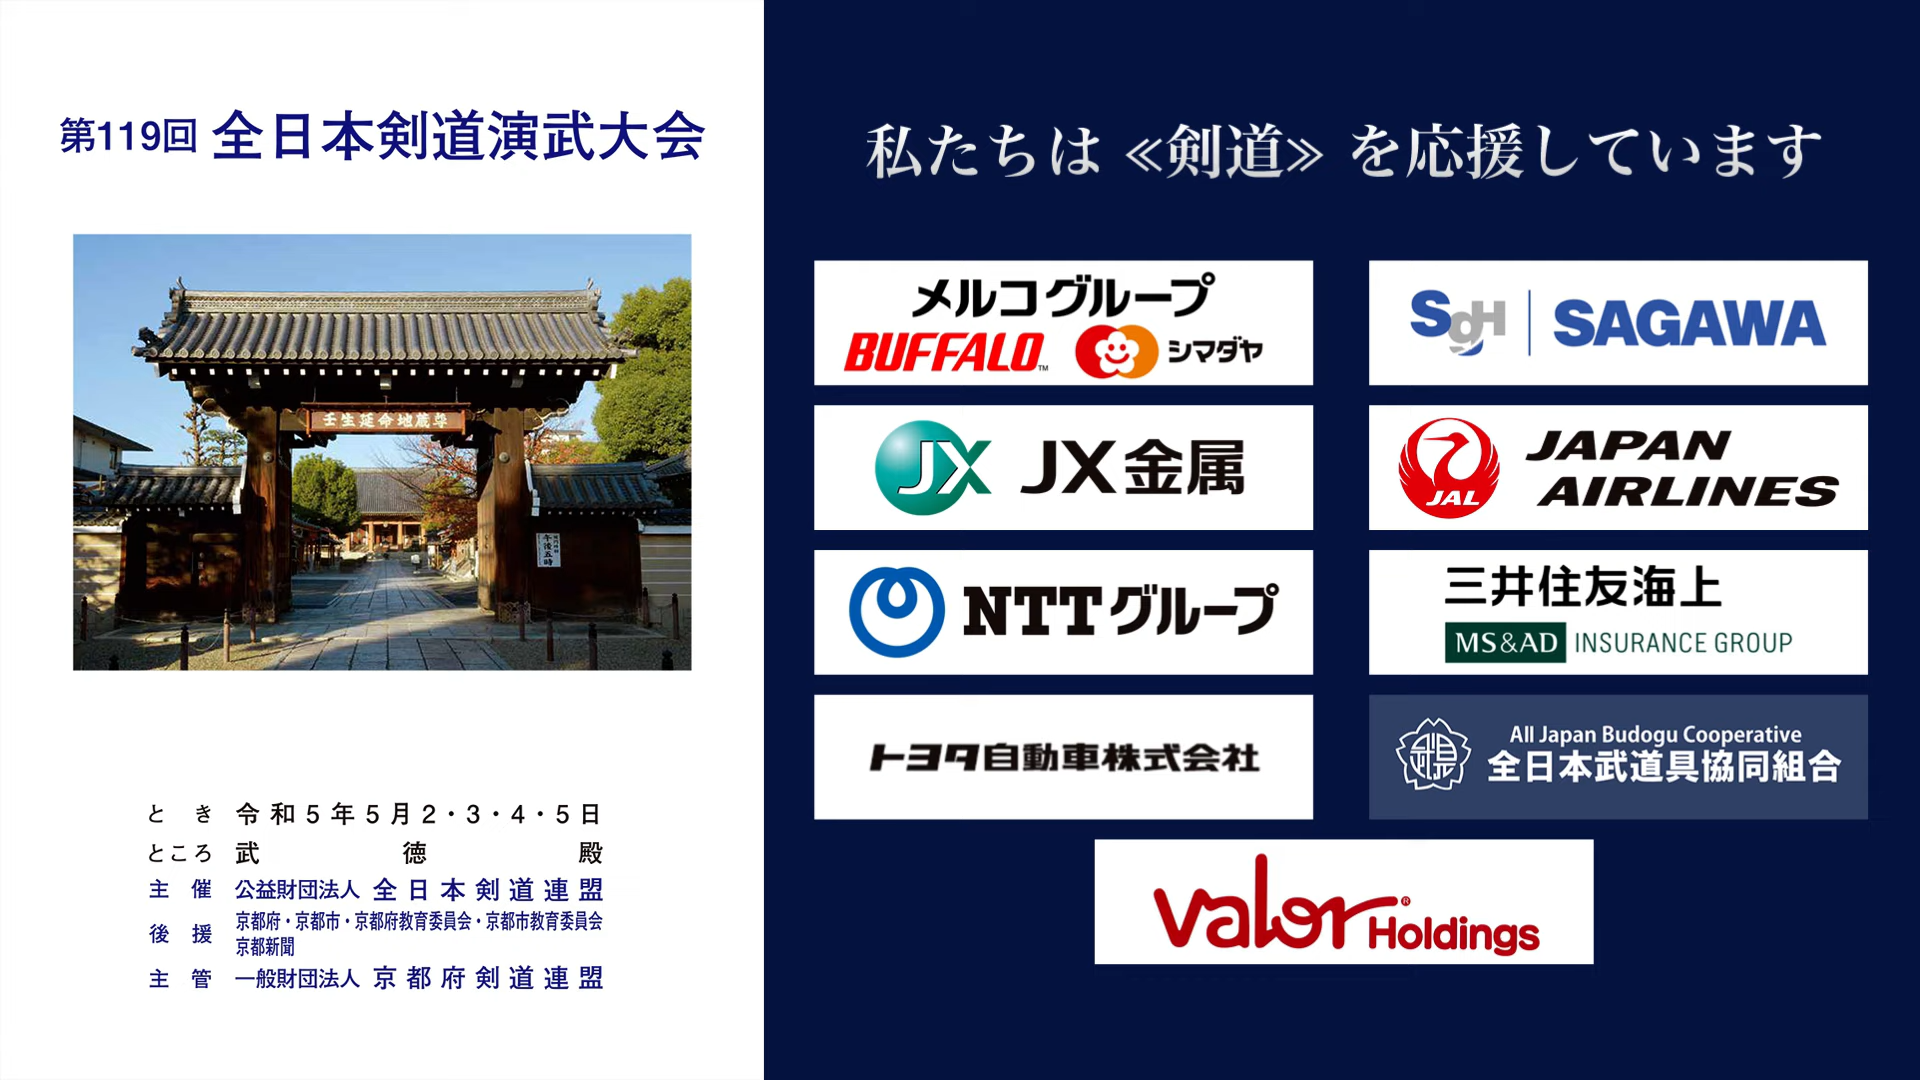 第119回 全日本剣道演武大会
壬生延命地蔵尊
午後五時
とき 令和5年5月2・3・4・5日
ところ 武徳殿
主催 公益財団法人 全日本剣道連盟
後援 京都府・京都市・京都府教育委員会・京都市教育委員会
京都新聞
主管 一般財団法人 京都府剣道連盟
私たちは ≪剣道≫ を応援しています
メルコグループ
BUFFALO™ シマダヤ
SgH SAGAWA
JX JX金属
JAL JAPAN AIRLINES
NTTグループ
三井住友海上
MS&AD INSURANCE GROUP
トヨタ自動車株式会社
All Japan Budogu Cooperative
全日本武道具協同組合
valor® Holdings